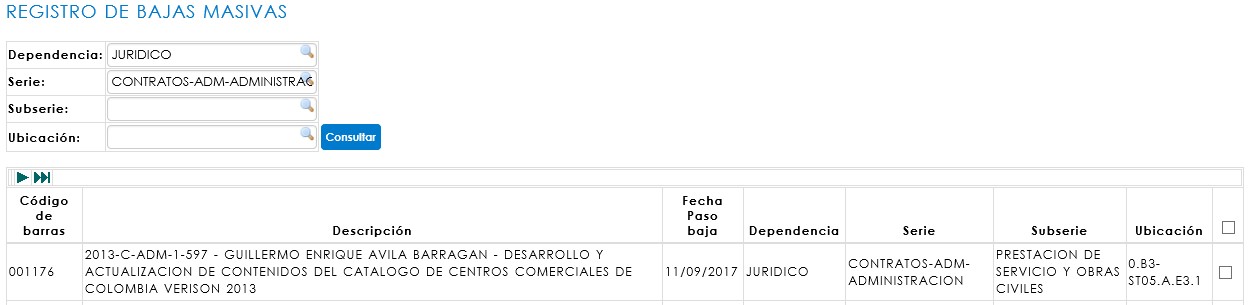 REGISTRO DE BAJAS MASIVAS
Dependencia: JURIDICO
Serie: CONTRATOS-ADM-ADMINISTRAC
Subserie:
Ubicación: Consultar
Código de barras Descripción Fecha Paso baja Dependencia Serie Subserie Ubicación
001176 2013-C-ADM-1-597 - GUILLERMO ENRIQUE AVILA BARRAGAN - DESARROLLO Y ACTUALIZACION DE CONTENIDOS DEL CATALOGO DE CENTROS COMERCIALES DE COLOMBIA VERISON 2013 11/09/2017 JURIDICO CONTRATOS-ADM-ADMINISTRACION PRESTACION DE SERVICIO Y OBRAS CIVILES 0.B3-ST05.A.E3.1